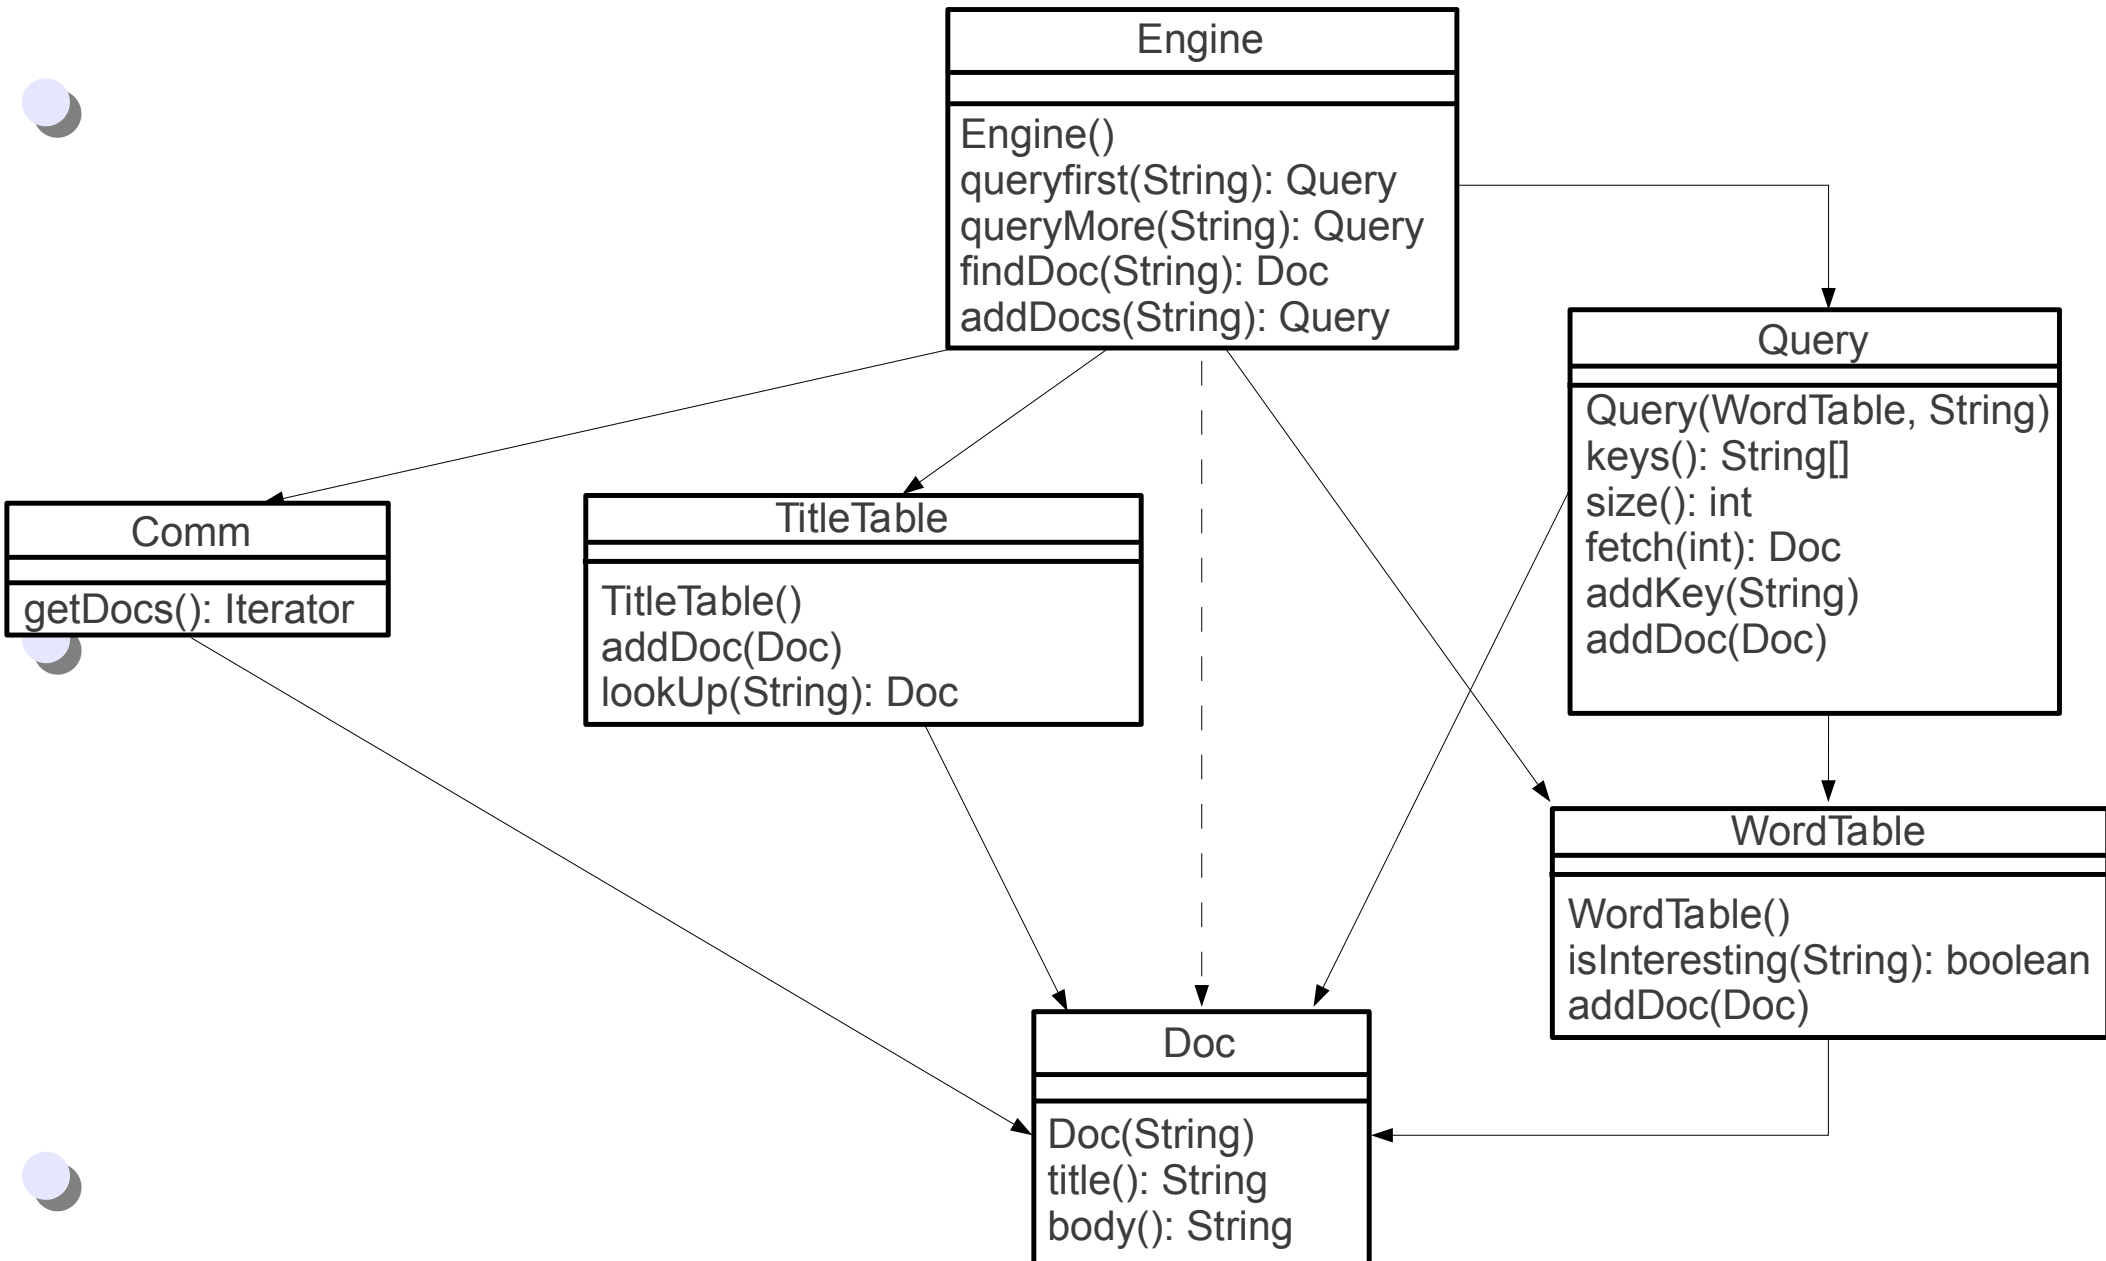 Engine
Engine()
queryfirst(String): Query
queryMore(String): Query
findDoc(String): Doc
addDocs(String): Query
Query
Query(WordTable, String)
keys(): String[]
size(): int
fetch(int): Doc
addKey(String)
addDoc(Doc)
Comm
getDocs(): Iterator
TitleTable
TitleTable()
addDoc(Doc)
lookUp(String): Doc
WordTable
WordTable()
isInteresting(String): boolean
addDoc(Doc)
Doc
Doc(String)
title(): String
body(): String